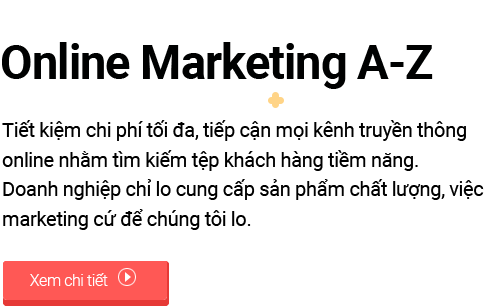 Online Marketing A-Z
Tiết kiệm chi phí tối đa, tiếp cận mọi kênh truyền thông
online nhằm tìm kiếm tệp khách hàng tiềm năng.
Doanh nghiệp chỉ lo cung cấp sản phẩm chất lượng, việc
marketing cứ để chúng tôi lo.
Xem chi tiết